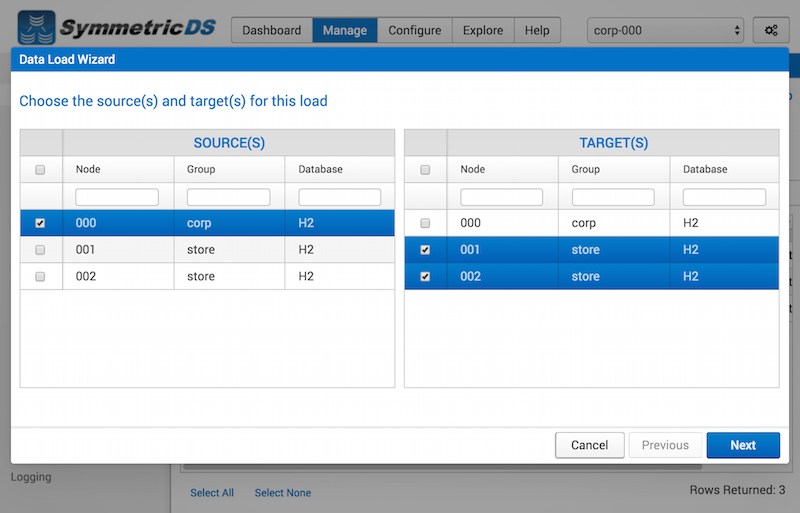 SymmetricDS
Dashboard Manage Configure Explore Help corp-000
Data Load Wizard
Choose the source(s) and target(s) for this load
SOURCE(S) TARGET(S)
Node Group Database Node Group Database
000 corp H2 000 corp H2
001 store H2 001 store H2
002 store H2 002 store H2
Cancel Previous Next
Logging
Select All Select None Rows Returned: 3